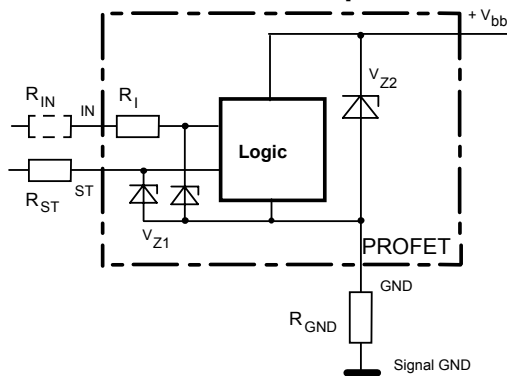 + V bb
R IN
IN
R I
V Z2
Logic
R ST
ST
V Z1
PROFET
GND
R GND
Signal GND